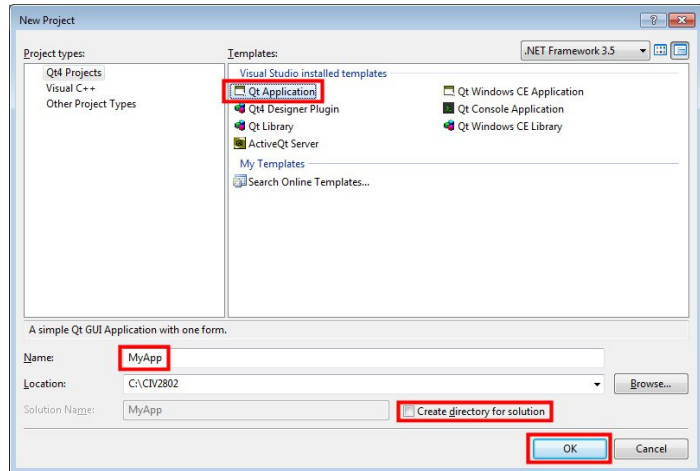 New Project
Project types:
Templates:
.NET Framework 3.5
Qt4 Projects
Visual C++
Other Project Types
Visual Studio installed templates
Qt Application
Qt Windows CE Application
Qt4 Designer Plugin
Qt Console Application
Qt Library
Qt Windows CE Library
ActiveQt Server
My Templates
Search Online Templates...
A simple Qt GUI Application with one form.
Name:
MyApp
Location:
C:\CIV2802
Browse...
Solution Name:
MyApp
Create directory for solution
OK
Cancel